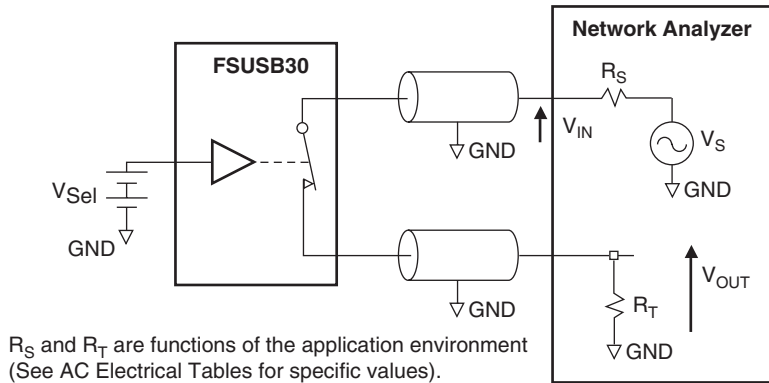 Network Analyzer
FSUSB30
R_S
V_IN
V_S
GND
GND
V_Sel
GND
V_OUT
R_T
GND
GND
R_S and R_T are functions of the application environment
(See AC Electrical Tables for specific values).